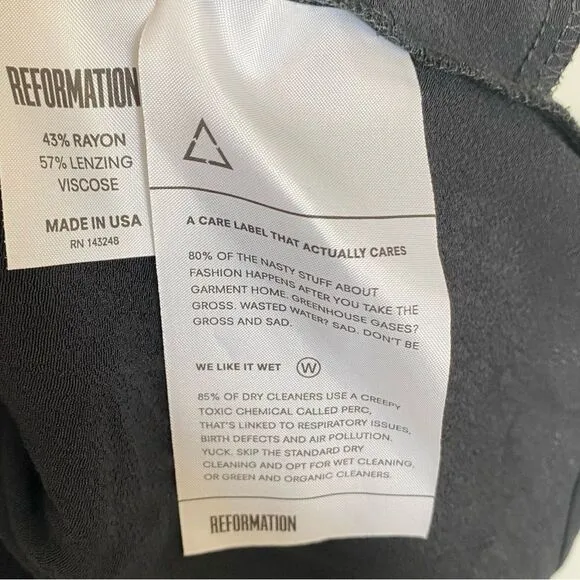 REFORMATION
43% RAYON
57% LENZING
VISCOSE
MADE IN USA
RN 143248
A CARE LABEL THAT ACTUALLY CARES
80% OF THE NASTY STUFF ABOUT
FASHION HAPPENS AFTER YOU TAKE THE
GARMENT HOME. GREENHOUSE GASES?
GROSS. WASTED WATER? SAD. DON'T BE
GROSS AND SAD.
WE LIKE IT WET W
85% OF DRY CLEANERS USE A CREEPY
TOXIC CHEMICAL CALLED PERC,
THAT'S LINKED TO RESPIRATORY ISSUES,
BIRTH DEFECTS AND AIR POLLUTION.
YUCK. SKIP THE STANDARD DRY
CLEANING AND OPT FOR WET CLEANING,
OR GREEN AND ORGANIC CLEANERS.
REFORMATION